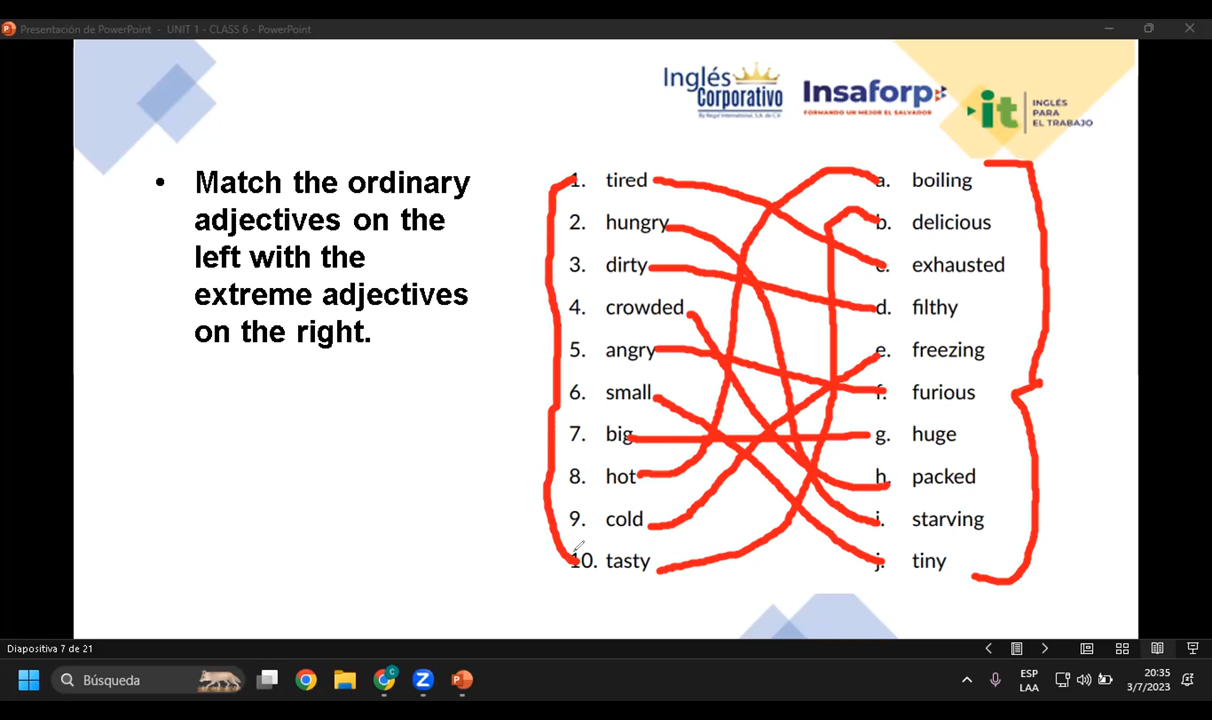 Presentación de PowerPoint - UNIT 1 - CLASS 6 - PowerPoint
Inglés
Corporativo
By Regal International, S.A. de C.V.
Insaforp
FORMANDO UN MEJOR EL SALVADOR
it
INGLÉS
PARA
EL TRABAJO
• Match the ordinary
adjectives on the
left with the
extreme adjectives
on the right.
1. tired
2. hungry
3. dirty
4. crowded
5. angry
6. small
7. big
8. hot
9. cold
10. tasty
a. boiling
b. delicious
c. exhausted
d. filthy
e. freezing
f. furious
g. huge
h. packed
i. starving
j. tiny
Diapositiva 7 de 21
Búsqueda
ESP
LAA
20:35
3/7/2023